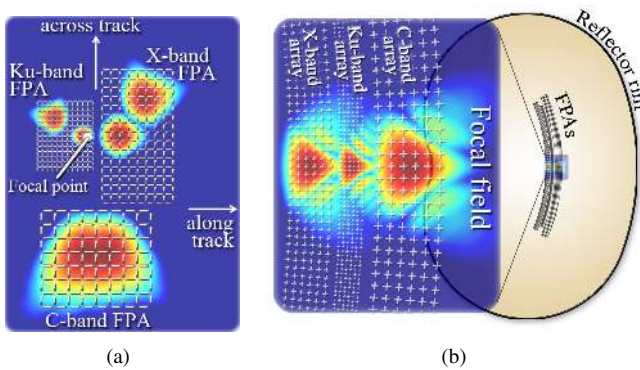 across track
X-band
FPA
Ku-band
FPA
Focal point
along
track
C-band FPA
(a)
X-band
array
Ku-band
array
C-band
array
Focal field
FPAs
Reflector rim
(b)